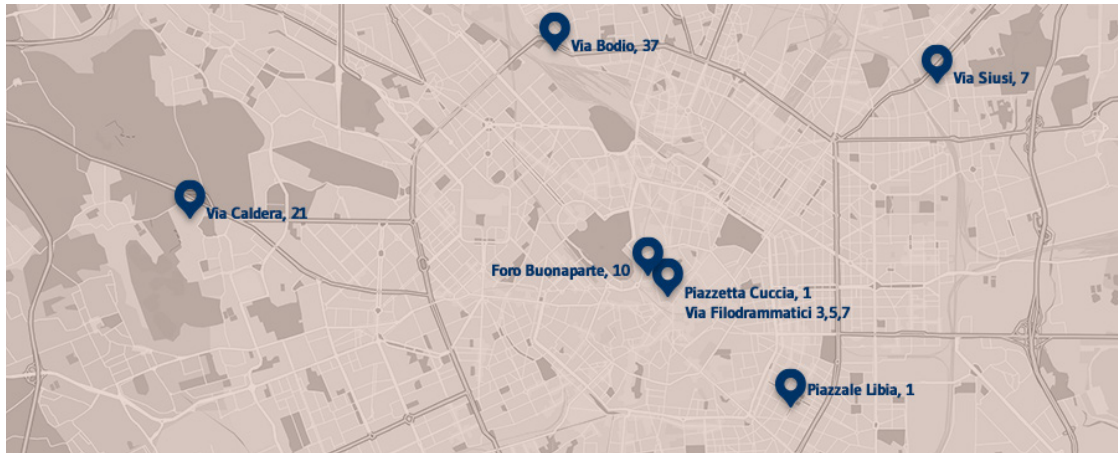 Via Bodio, 37
Via Siusi, 7
Via Caldera, 21
Foro Buonaparte, 10
Piazzetta Cuccia, 1
Via Filodrammatici 3,5,7
Piazzale Libia, 1